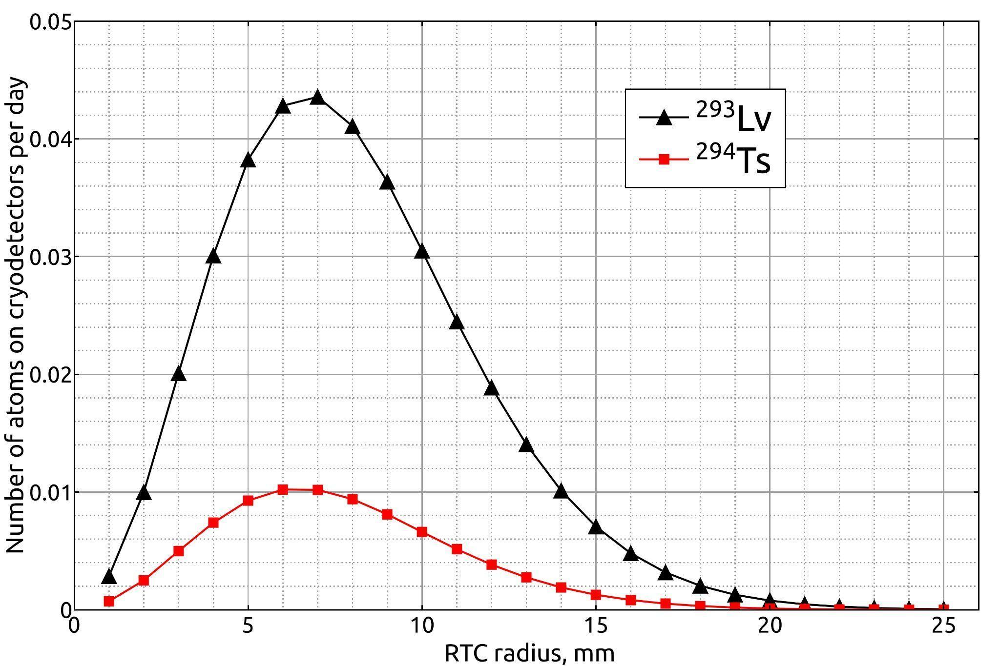 Number of atoms on cryodetectors per day
0.05
0.04
0.03
0.02
0.01
0
0 5 10 15 20 25
RTC radius, mm
²⁹³Lv
²⁹⁴Ts